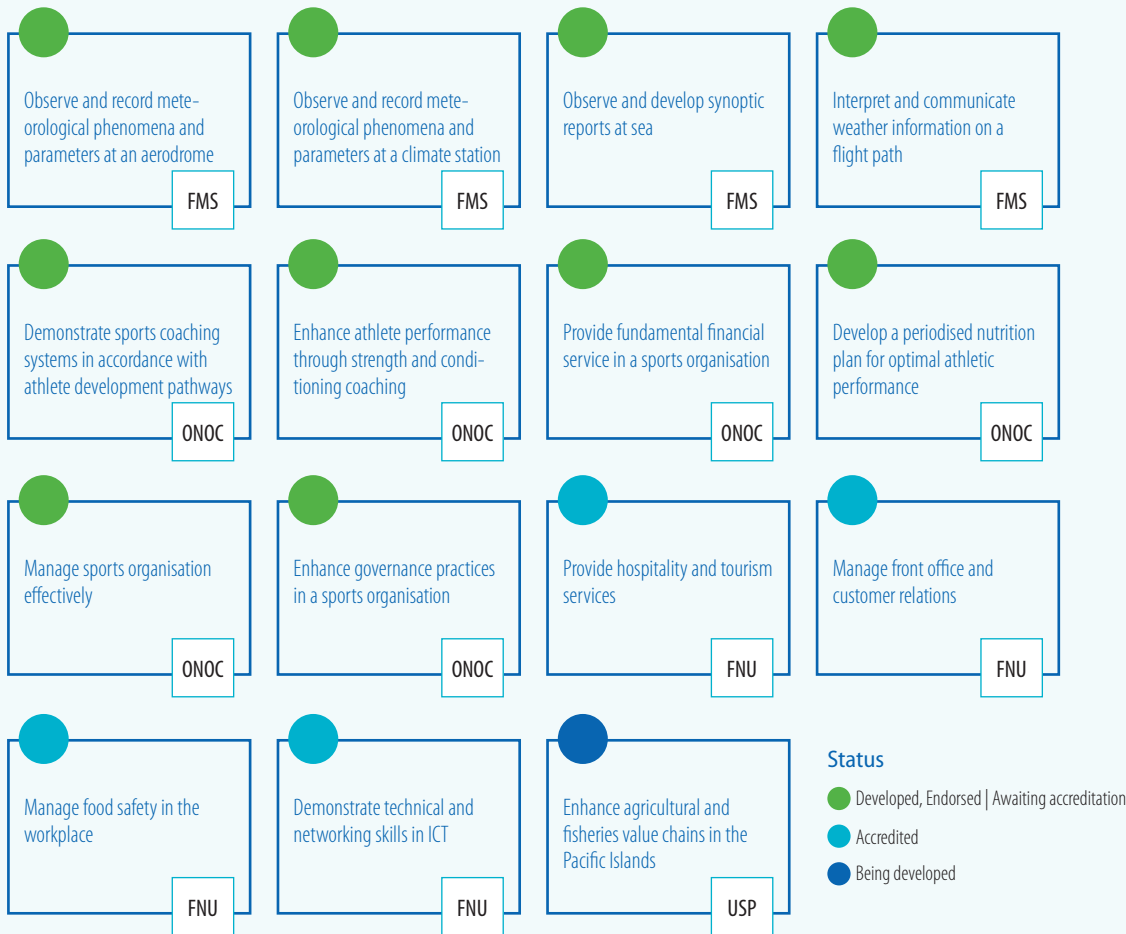 Observe and record mete-
orological phenomena and
parameters at an aerodrome
FMS
Observe and record mete-
orological phenomena and
parameters at a climate station
FMS
Observe and develop synoptic
reports at sea
FMS
Interpret and communicate
weather information on a
flight path
FMS
Demonstrate sports coaching
systems in accordance with
athlete development pathways
ONOC
Enhance athlete performance
through strength and condi-
tioning coaching
ONOC
Provide fundamental financial
service in a sports organisation
ONOC
Develop a periodised nutrition
plan for optimal athletic
performance
ONOC
Manage sports organisation
effectively
ONOC
Enhance governance practices
in a sports organisation
ONOC
Provide hospitality and tourism
services
FNU
Manage front office and
customer relations
FNU
Manage food safety in the
workplace
FNU
Demonstrate technical and
networking skills in ICT
FNU
Enhance agricultural and
fisheries value chains in the
Pacific Islands
USP
Status
Developed, Endorsed | Awaiting accreditation
Accredited
Being developed